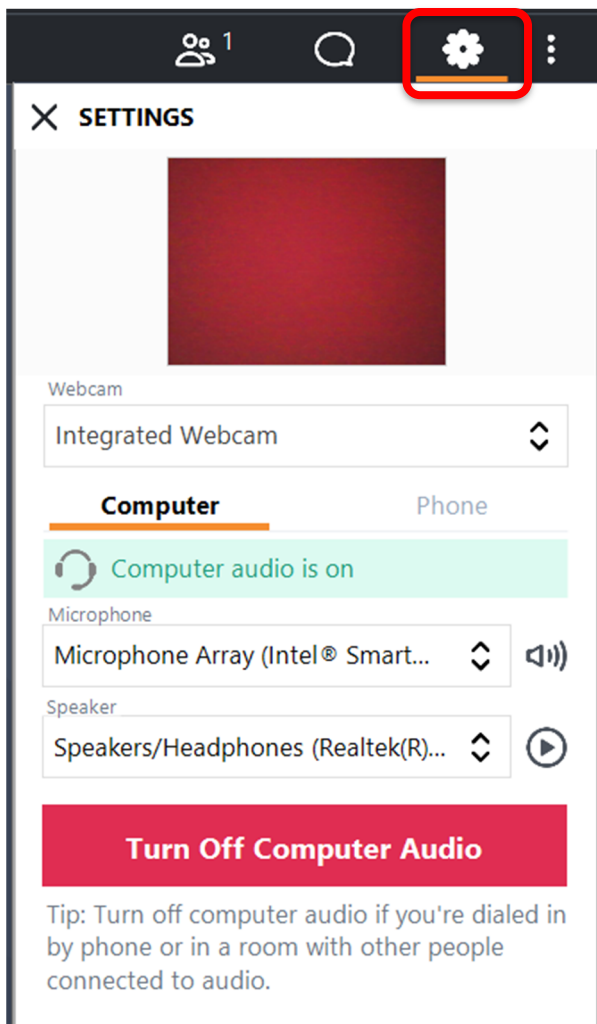 1
SETTINGS
Webcam
Integrated Webcam
Computer Phone
Computer audio is on
Microphone
Microphone Array (Intel® Smart...
Speaker
Speakers/Headphones (Realtek(R)...
Turn Off Computer Audio
Tip: Turn off computer audio if you're dialed in
by phone or in a room with other people
connected to audio.